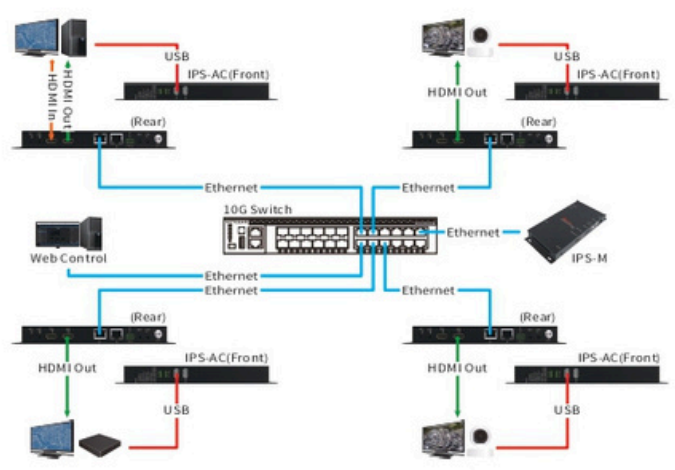 USB
IPS-AC(Front)
HDMI In
HDMI Out
(Rear)
USB
IPS-AC(Front)
HDMI Out
(Rear)
Ethernet
Ethernet
10G Switch
Ethernet
IPS-M
Web Control
Ethernet
Ethernet
Ethernet
(Rear)
HDMI Out
IPS-AC(Front)
USB
(Rear)
HDMI Out
IPS-AC(Front)
USB